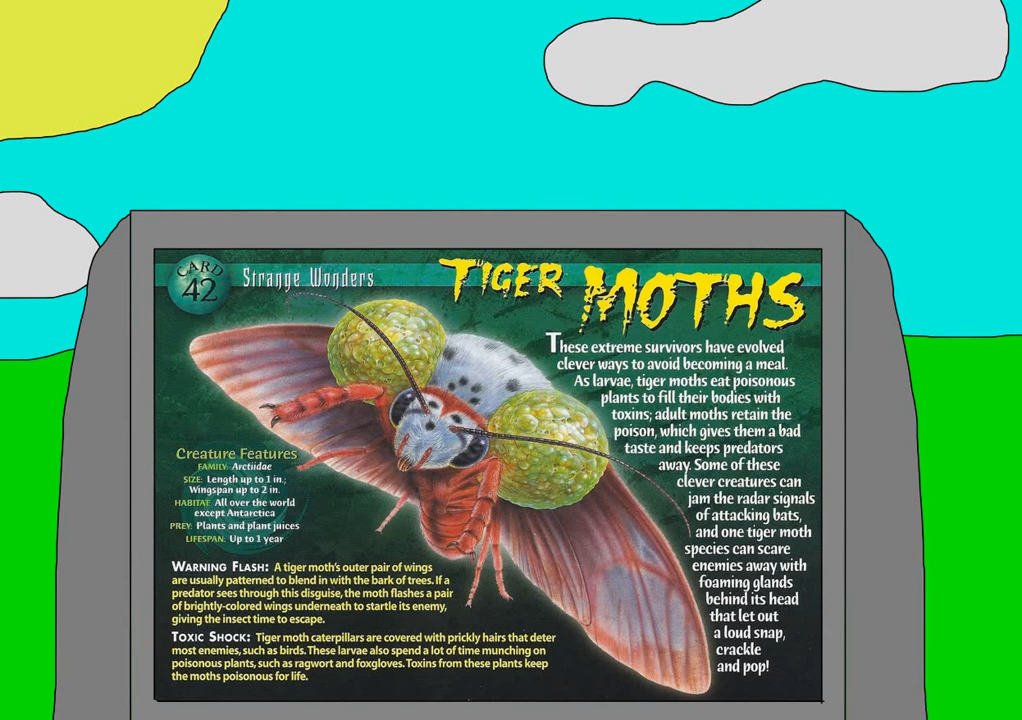 CARD
42
Strange Wonders
TIGER MOTHS
These extreme survivors have evolved
clever ways to avoid becoming a meal.
As larvae, tiger moths eat poisonous
plants to fill their bodies with
toxins; adult moths retain the
poison, which gives them a bad
taste and keeps predators
away. Some of these
clever creatures can
jam the radar signals
of attacking bats,
and one tiger moth
species can scare
enemies away with
foaming glands
behind its head
that let out
a loud snap,
crackle
and pop!
Creature Features
FAMILY: Arctiidae
SIZE: Length up to 1 in.;
Wingspan up to 2 in.
HABITAT: All over the world
except Antarctica
PREY: Plants and plant juices
LIFESPAN: Up to 1 year
WARNING FLASH: A tiger moth's outer pair of wings
are usually patterned to blend in with the bark of trees. If a
predator sees through this disguise, the moth flashes a pair
of brightly-colored wings underneath to startle its enemy,
giving the insect time to escape.
TOXIC SHOCK: Tiger moth caterpillars are covered with prickly hairs that deter
most enemies, such as birds. These larvae also spend a lot of time munching on
poisonous plants, such as ragwort and foxgloves. Toxins from these plants keep
the moths poisonous for life.